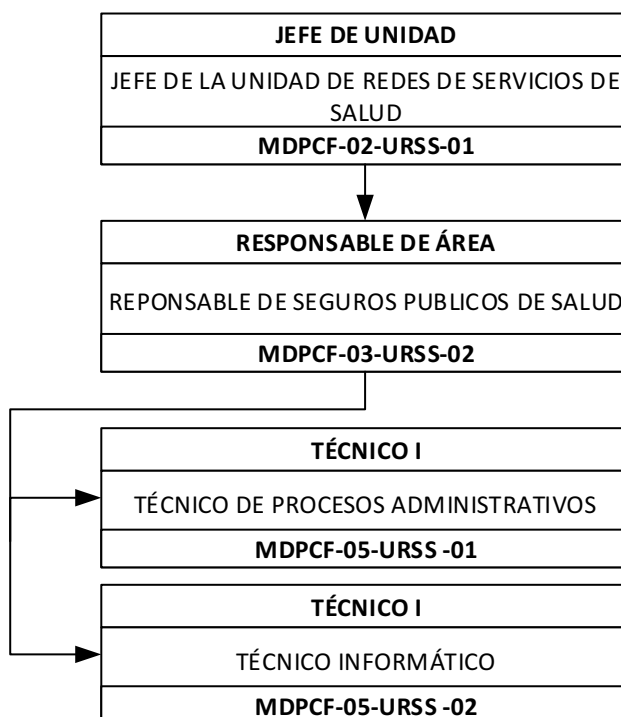 JEFE DE UNIDAD
JEFE DE LA UNIDAD DE REDES DE SERVICIOS DE
SALUD
MDPCF-02-URSS-01
RESPONSABLE DE ÁREA
REPONSABLE DE SEGUROS PUBLICOS DE SALUD
MDPCF-03-URSS-02
TÉCNICO I
TÉCNICO DE PROCESOS ADMINISTRATIVOS
MDPCF-05-URSS -01
TÉCNICO I
TÉCNICO INFORMÁTICO
MDPCF-05-URSS -02